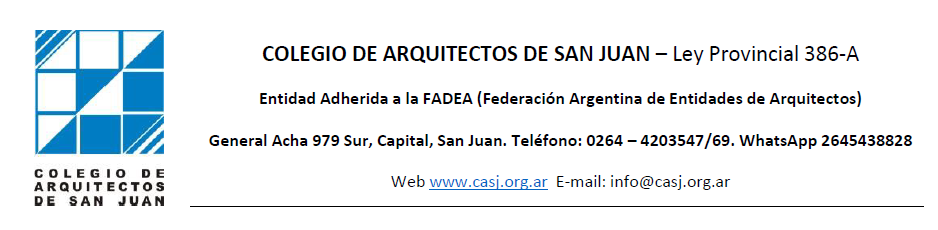 COLEGIO DE ARQUITECTOS DE SAN JUAN – Ley Provincial 386-A
Entidad Adherida a la FADEA (Federación Argentina de Entidades de Arquitectos)
General Acha 979 Sur, Capital, San Juan. Teléfono: 0264 – 4203547/69. WhatsApp 2645438828
Web www.casj.org.ar E-mail: info@casj.org.ar
COLEGIO DE
ARQUITECTOS
DE SAN JUAN